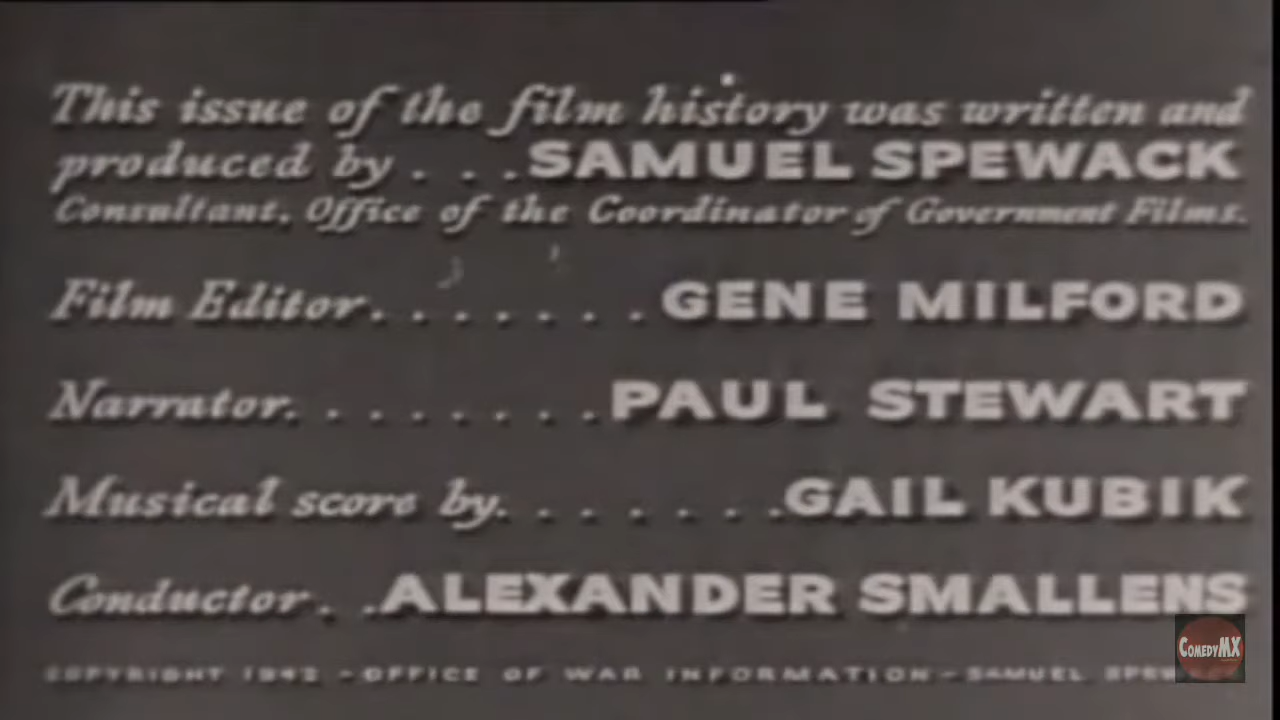 This issue of the film history was written and
produced by . . . SAMUEL SPEWACK
Consultant, Office of the Coordinator of Government Films.
Film Editor. . . . . . . GENE MILFORD
Narrator. . . . . . . . PAUL STEWART
Musical score by. . . . . . . GAIL KUBIK
Conductor. . ALEXANDER SMALLENS
COPYRIGHT 1942 - OFFICE OF WAR INFORMATION - SAMUEL
COMEDYMX